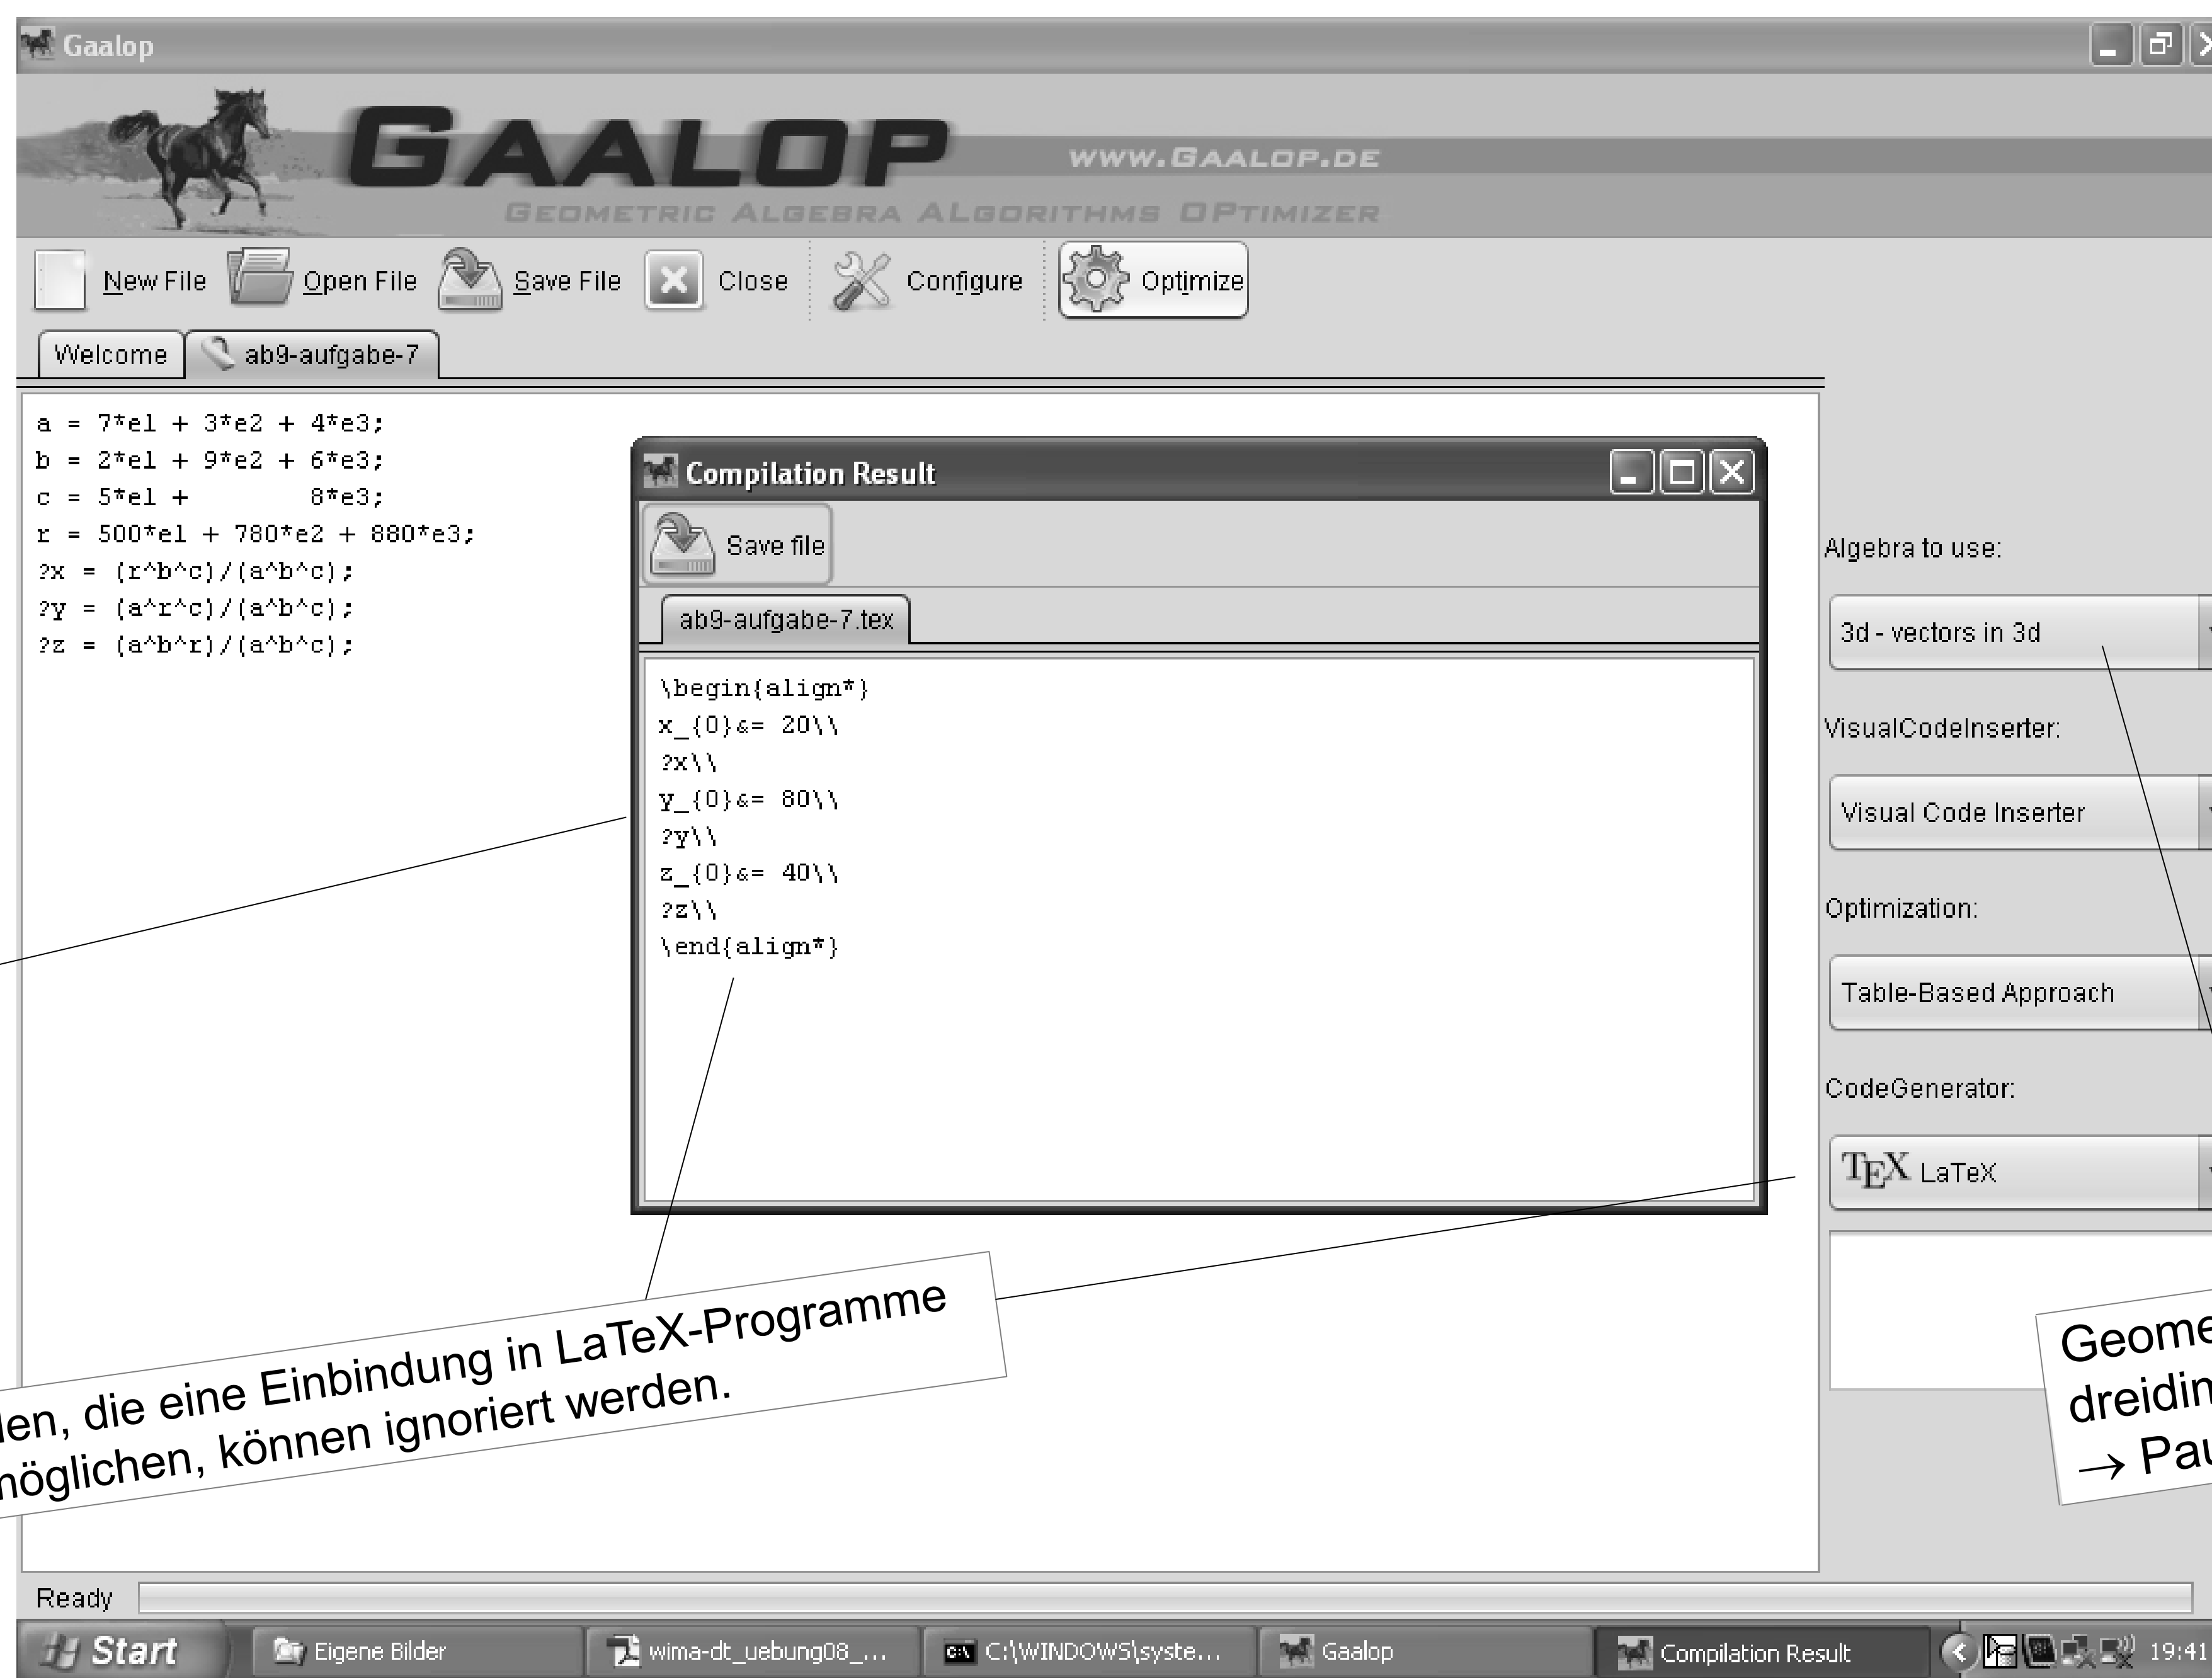 Gaalop
GAALOP
WWW.GAALOP.DE
GEOMETRIC ALGEBRA ALGORITHMS OPTIMIZER
New File Open File Save File Close Configure Optimize
Welcome ab9-aufgabe-7
a = 7*e1 + 3*e2 + 4*e3;
b = 2*e1 + 9*e2 + 6*e3;
c = 5*e1 + 8*e3;
r = 500*e1 + 780*e2 + 880*e3;
?x = (r^b^c)/(a^b^c);
?y = (a^r^c)/(a^b^c);
?z = (a^b^r)/(a^b^c);
Compilation Result
Save file
ab9-aufgabe-7.tex
\begin{align*}
x_{0}&= 20\\
?x\\
y_{0}&= 80\\
?y\\
z_{0}&= 40\\
?z\\
\end{align*}
Algebra to use:
3d - vectors in 3d
VisualCodeInserter:
Visual Code Inserter
Optimization:
Table-Based Approach
CodeGenerator:
TEX LaTeX
die eine Einbindung in LaTeX-Programme
können ignoriert werden.
Geome
dreidim
→ Pau
Ready
Start Eigene Bilder wima-dt_uebung08_... C:\WINDOWS\syste... Gaalop Compilation Result 19:41